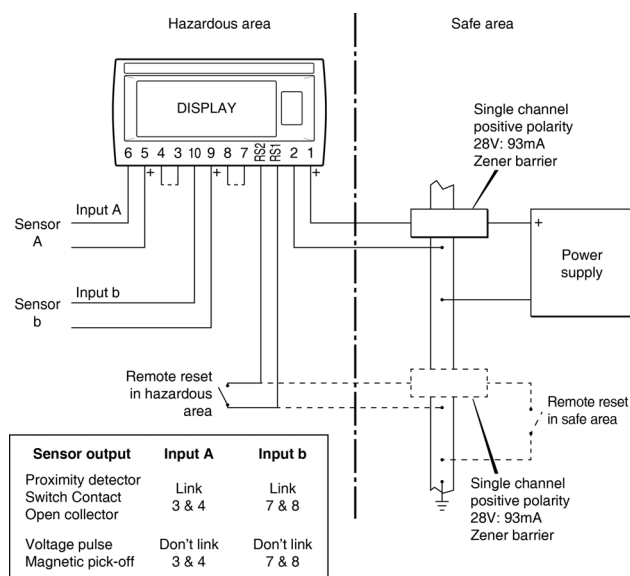 Hazardous area
Safe area
DISPLAY
6 5 4 3 10 9 8 7 RS2 RS1 2 1
+ + +
Single channel
positive polarity
28V: 93mA
Zener barrier
Input A
Sensor
A
+
Power
supply
Input b
Sensor
b
Remote reset
in hazardous
area
Remote reset
in safe area
Sensor output Input A Input b
Proximity detector
Switch Contact
Open collector
Link
3 & 4
Link
7 & 8
Voltage pulse
Magnetic pick-off
Don't link
3 & 4
Don't link
7 & 8
Single channel
positive polarity
28V: 93mA
Zener barrier